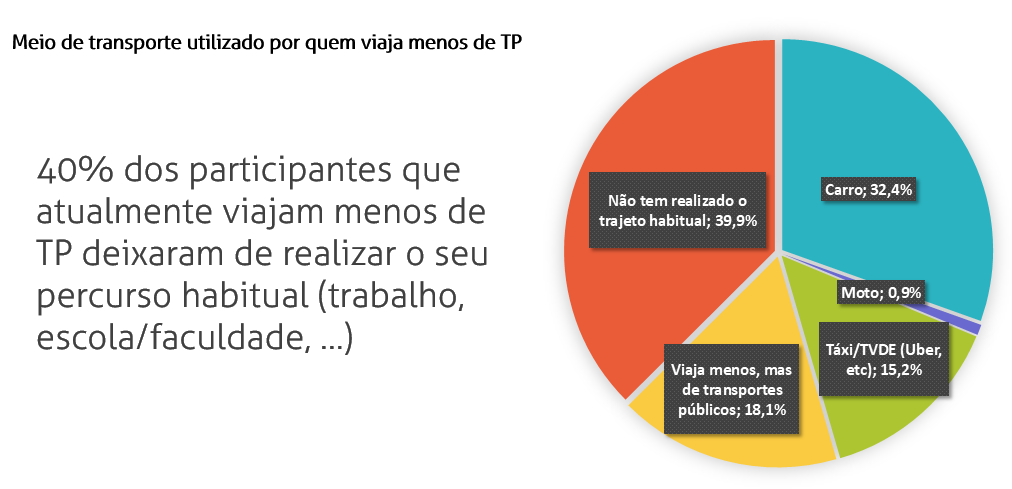 Meio de transporte utilizado por quem viaja menos de TP
40% dos participantes que
atualmente viajam menos de
TP deixaram de realizar o seu
percurso habitual (trabalho,
escola/faculdade, ...)
Não tem realizado o
trajeto habitual; 39,9%
Carro; 32,4%
Moto; 0,9%
Táxi/TVDE (Uber,
etc); 15,2%
Viaja menos, mas
de transportes
públicos; 18,1%